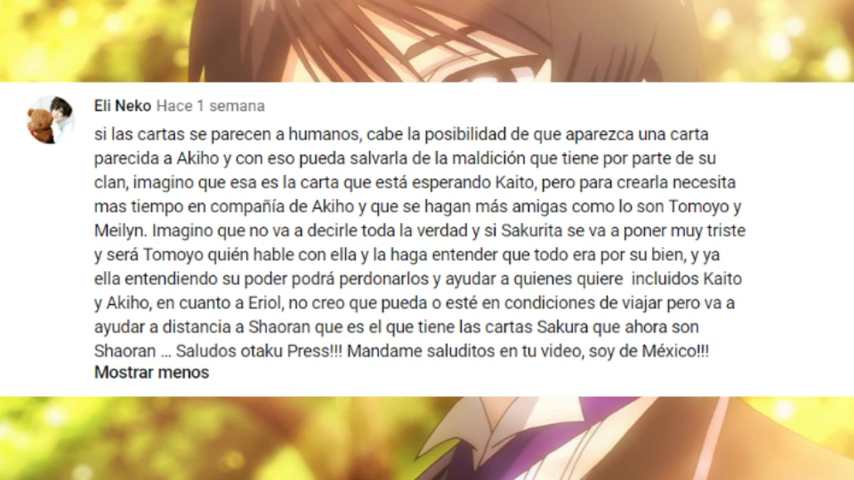 Eli Neko Hace 1 semana
si las cartas se parecen a humanos, cabe la posibilidad de que aparezca una carta
parecida a Akiho y con eso pueda salvarla de la maldición que tiene por parte de su
clan, imagino que esa es la carta que está esperando Kaito, pero para crearla necesita
mas tiempo en compañía de Akiho y que se hagan más amigas como lo son Tomoyo y
Meilyn. Imagino que no va a decirle toda la verdad y si Sakurita se va a poner muy triste
y será Tomoyo quién hable con ella y la haga entender que todo era por su bien, y ya
ella entendiendo su poder podrá perdonarlos y ayudar a quienes quiere  incluidos Kaito
y Akiho, en cuanto a Eriol, no creo que pueda o esté en condiciones de viajar pero va a
ayudar a distancia a Shaoran que es el que tiene las cartas Sakura que ahora son
Shaoran ... Saludos otaku Press!!! Mandame saluditos en tu video, soy de México!!!
Mostrar menos